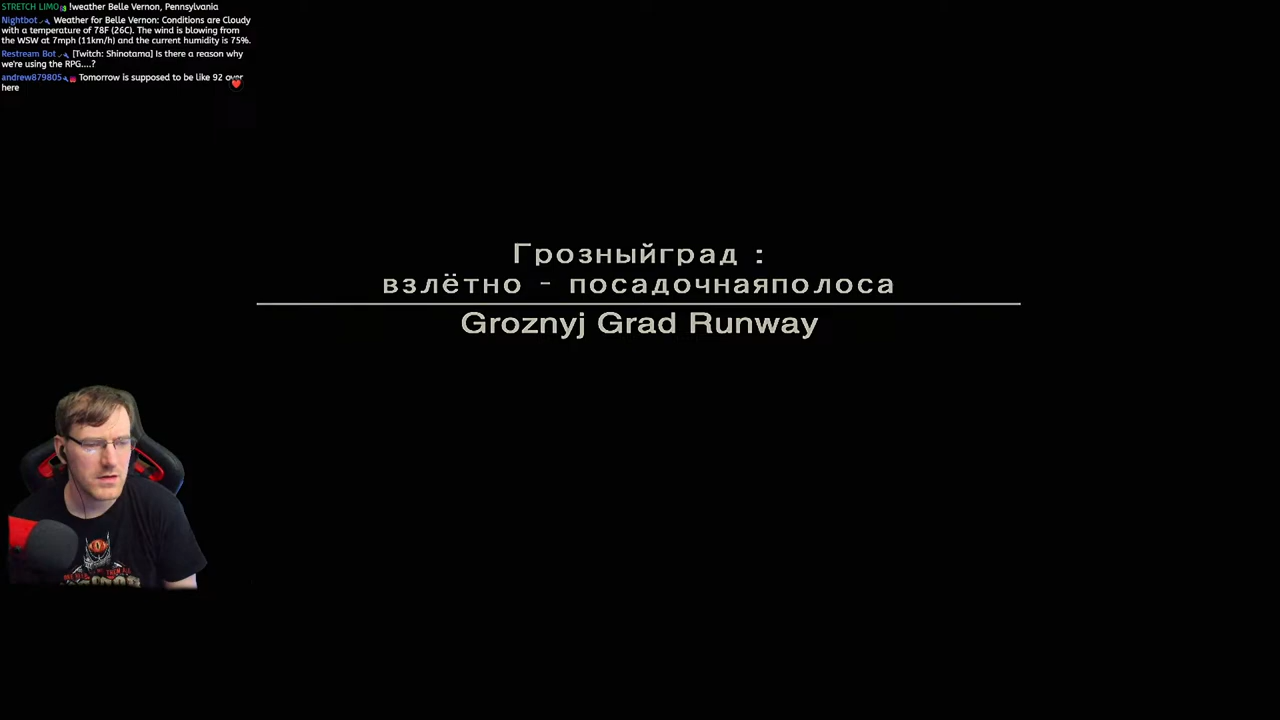 STRETCH LIMO !weather Belle Vernon, Pennsylvania
Nightbot Weather for Belle Vernon: Conditions are Cloudy
with a temperature of 78F (26C). The wind is blowing from
the WSW at 7mph (11km/h) and the current humidity is 75%.
Restream Bot [Twitch: Shinotama] Is there a reason why
we're using the RPG....?
andrew879805 Tomorrow is supposed to be like 92 over
here
Грозныйград :
взлётно - посадочнаяполоса
Groznyj Grad Runway